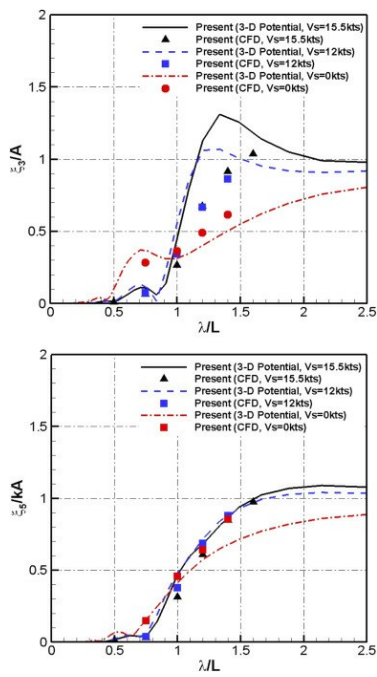 2
Present (3-D Potential, Vs=15.5kts)
Present (CFD, Vs=15.5kts)
Present (3-D Potential, Vs=12kts)
Present (CFD, Vs=12kts)
Present (3-D Potential, Vs=0kts)
Present (CFD, Vs=0kts)
1.5
ξ₃/A
1
0.5
0
0 0.5 1.0 1.5 2.0 2.5
λ/L
2
Present (3-D Potential, Vs=15.5kts)
Present (CFD, Vs=15.5kts)
Present (3-D Potential, Vs=12kts)
Present (CFD, Vs=12kts)
Present (3-D Potential, Vs=0kts)
Present (CFD, Vs=0kts)
1.5
ξ₅/kA
1
0.5
0
0 0.5 1.0 1.5 2.0 2.5
λ/L